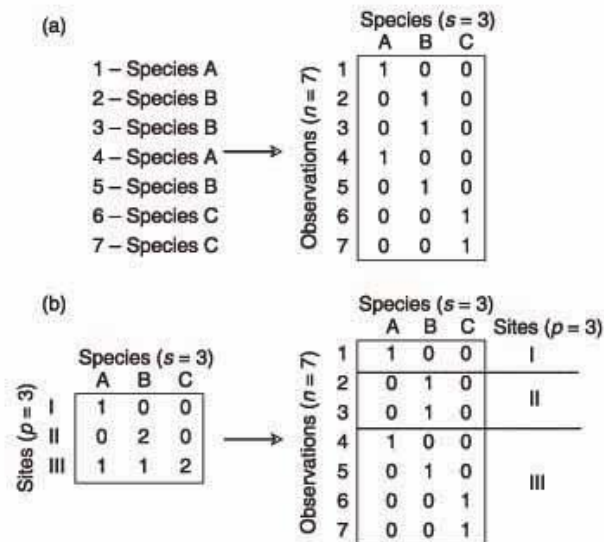 (a)
1 – Species A
2 – Species B
3 – Species B
4 – Species A
5 – Species B
6 – Species C
7 – Species C
Species (s = 3)
A B C
Observations (n = 7)
1 1 0 0
2 0 1 0
3 0 1 0
4 1 0 0
5 0 1 0
6 0 0 1
7 0 0 1
(b)
Species (s = 3)
A B C
Sites (p = 3)
I 1 0 0
II 0 2 0
III 1 1 2
Species (s = 3)
A B C Sites (p = 3)
Observations (n = 7)
1 1 0 0 I
2 0 1 0
II
3 0 1 0
4 1 0 0
5 0 1 0
III
6 0 0 1
7 0 0 1